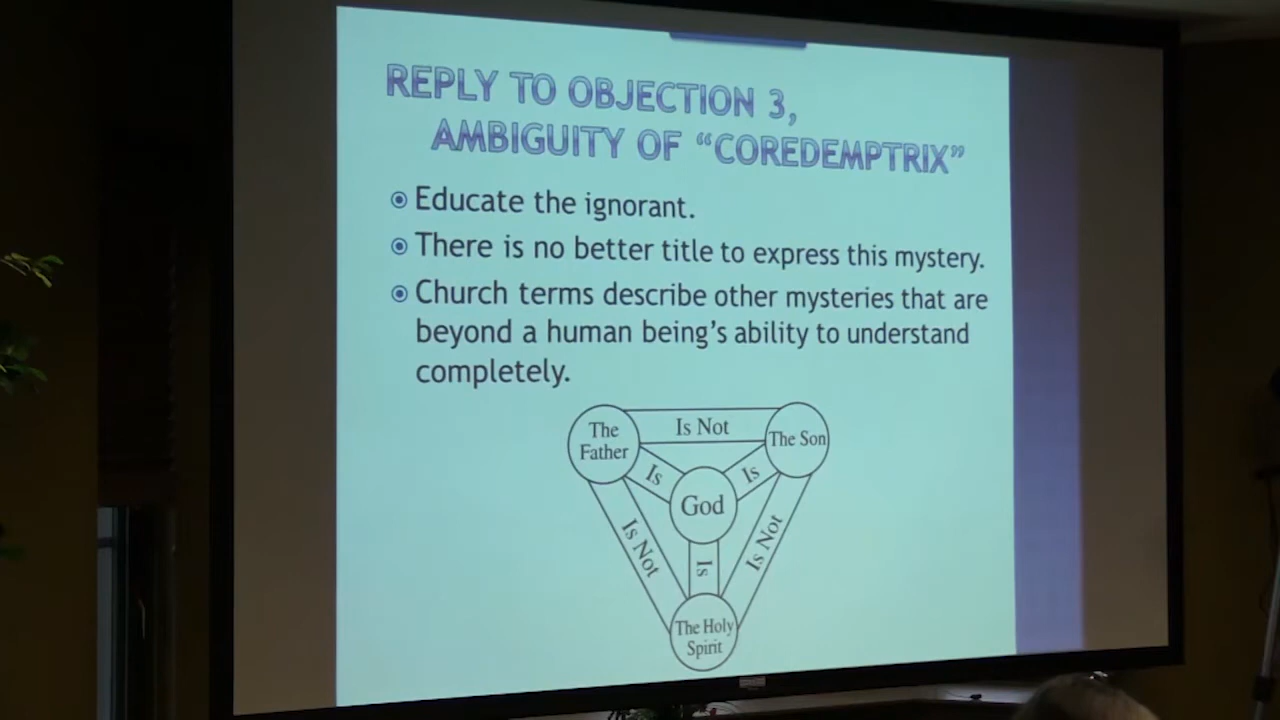 REPLY TO OBJECTION 3,
AMBIGUITY OF “COREDEMPTRIX”
Educate the ignorant.
There is no better title to express this mystery.
Church terms describe other mysteries that are
beyond a human being’s ability to understand
completely.
The
Father
Is Not
The Son
Is
Is
God
Is Not
Is Not
Is
The Holy
Spirit